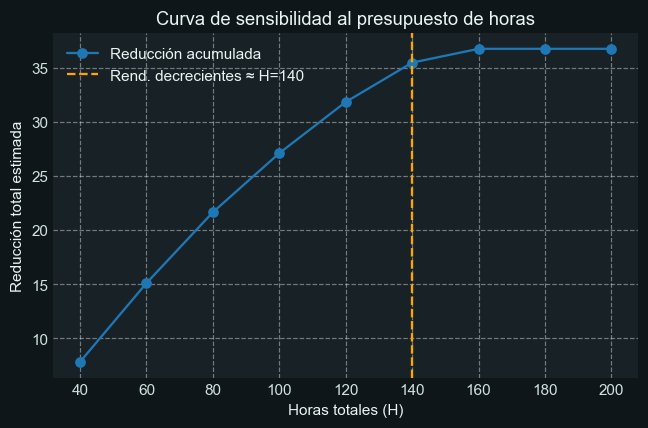 Curva de sensibilidad al presupuesto de horas
Reducción acumulada
Rend. decrecientes ≈ H=140
Reducción total estimada
35
30
25
20
15
10
40 60 80 100 120 140 160 180 200
Horas totales (H)